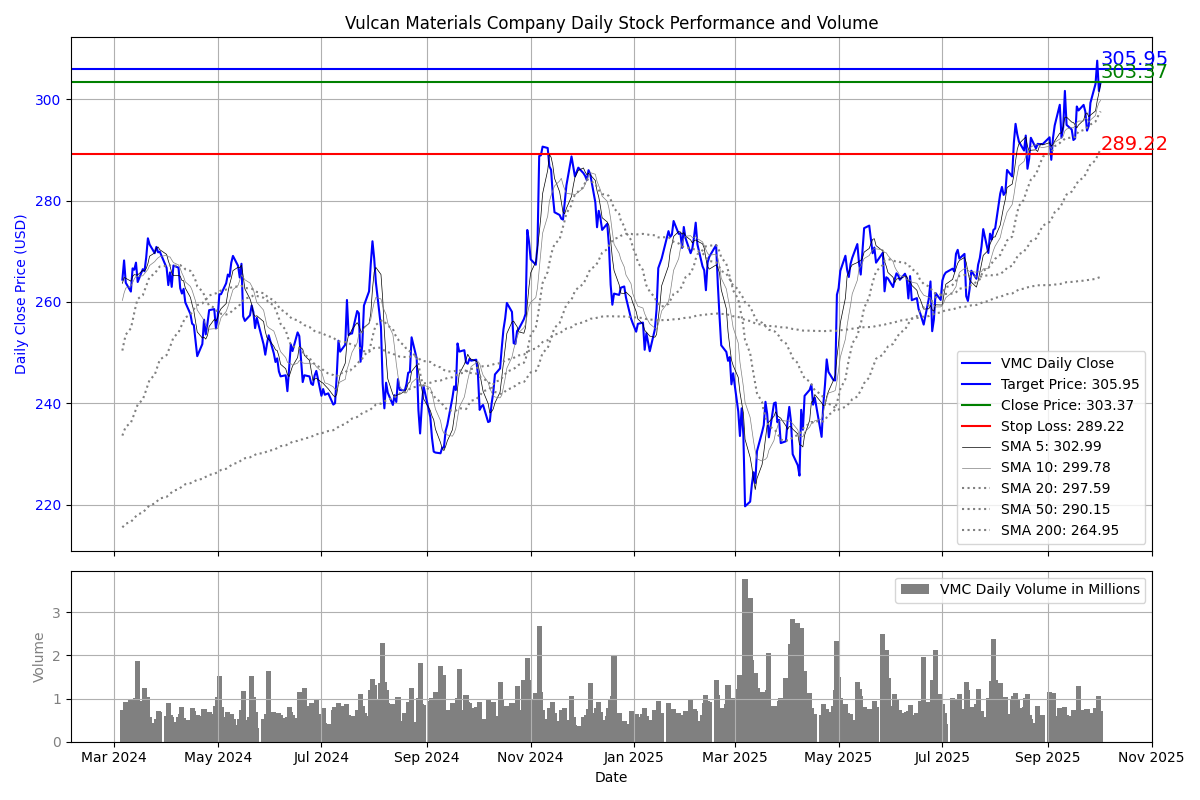 Vulcan Materials Company Daily Stock Performance and Volume
305.95
303.37
300
289.22
280
260
240
220
Daily Close Price (USD)
VMC Daily Close
Target Price: 305.95
Close Price: 303.37
Stop Loss: 289.22
SMA 5: 302.99
SMA 10: 299.78
SMA 20: 297.59
SMA 50: 290.15
SMA 200: 264.95
VMC Daily Volume in Millions
3
2
1
0
Volume
Mar 2024 May 2024 Jul 2024 Sep 2024 Nov 2024 Jan 2025 Mar 2025 May 2025 Jul 2025 Sep 2025 Nov 2025
Date